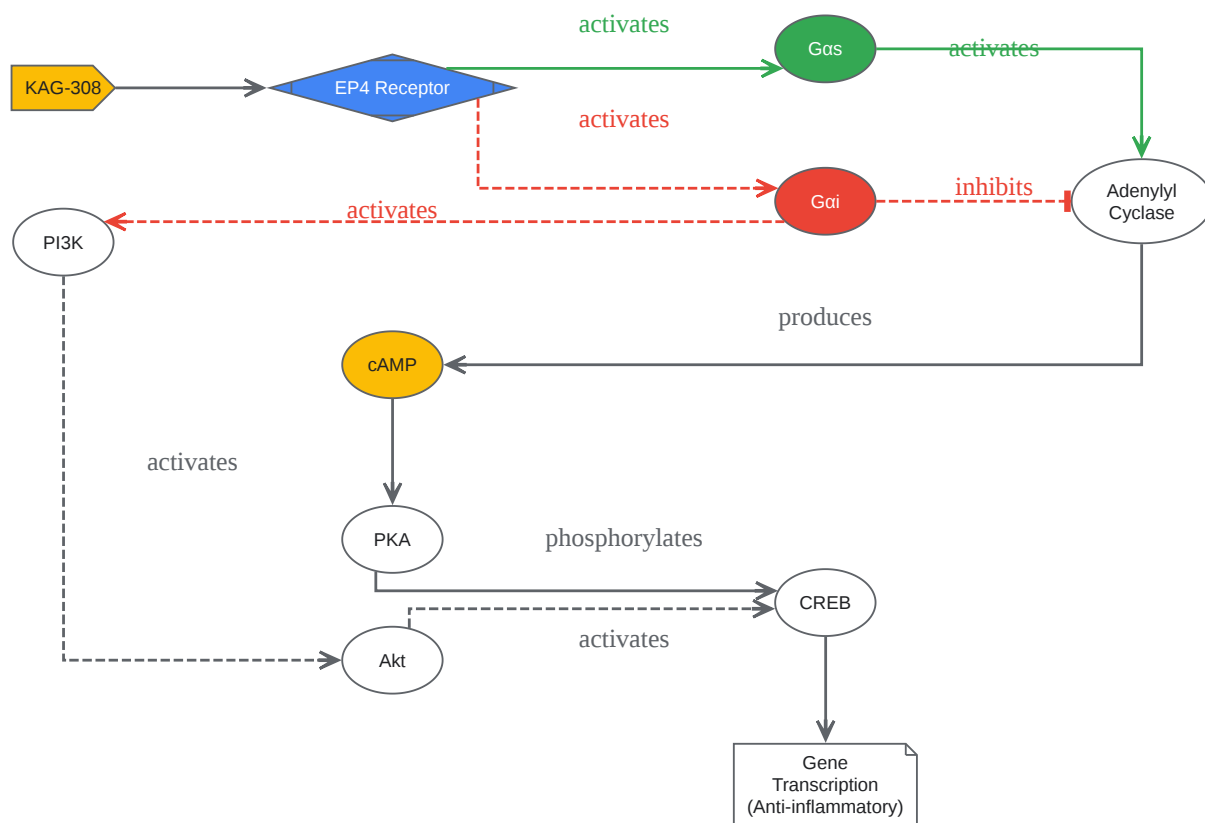 activates
Gαs
activates
KAG-308
EP4 Receptor
activates
Gαi
inhibits
Adenylyl
Cyclase
activates
PI3K
produces
cAMP
activates
PKA
phosphorylates
CREB
activates
Akt
Gene
Transcription
(Anti-inflammatory)